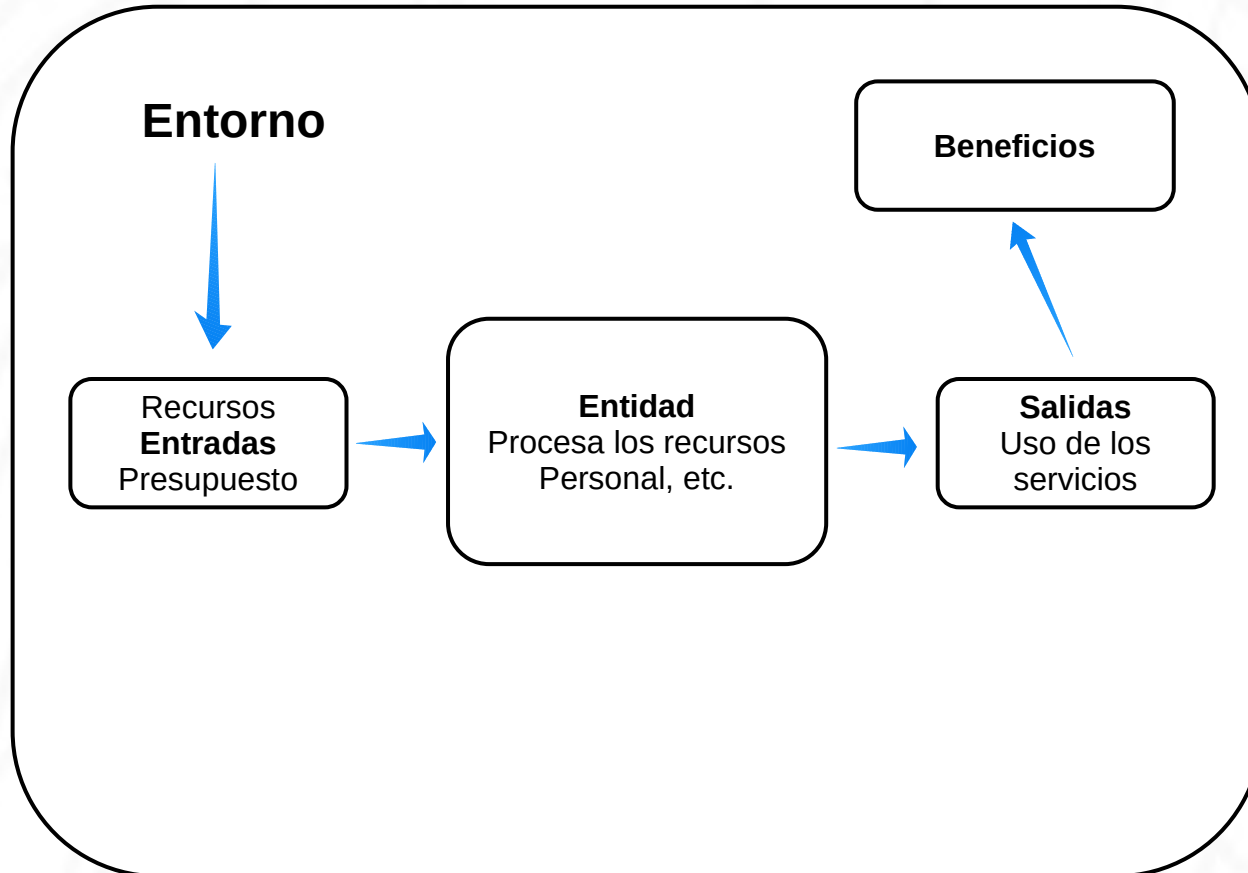 Entorno
Beneficios
Recursos
Entradas
Presupuesto
Entidad
Procesa los recursos
Personal, etc.
Salidas
Uso de los
servicios